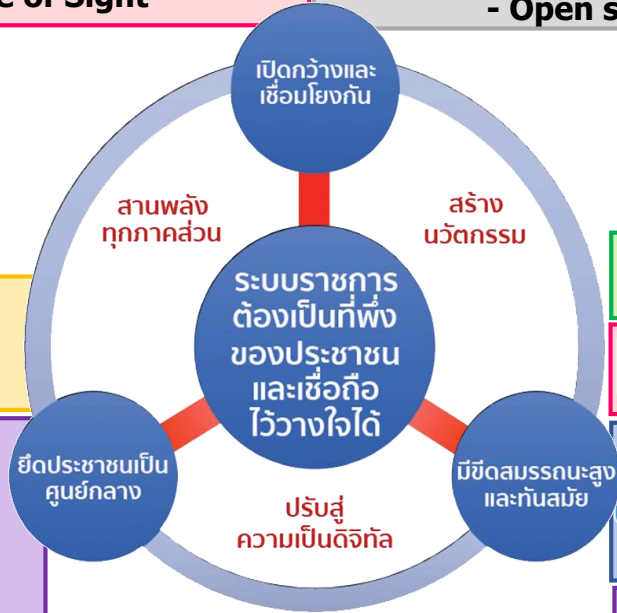 of Sight
- Open s
เปิดกว้างและ
เชื่อมโยงกัน
สานพลัง
ทุกภาคส่วน
สร้าง
นวัตกรรม
ระบบราชการ
ต้องเป็นที่พึ่ง
ของประชาชน
และเชื่อถือ
ไว้วางใจได้
ยึดประชาชนเป็น
ศูนย์กลาง
มีขีดสมรรถนะสูง
และทันสมัย
ปรับสู่
ความเป็นดิจิทัล